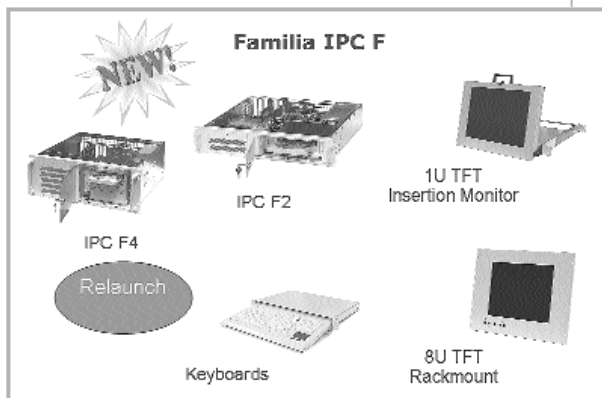 Familia IPC F
NEW!
IPC F2
1U TFT
Insertion Monitor
IPC F4
Relaunch
Keyboards
8U TFT
Rackmount